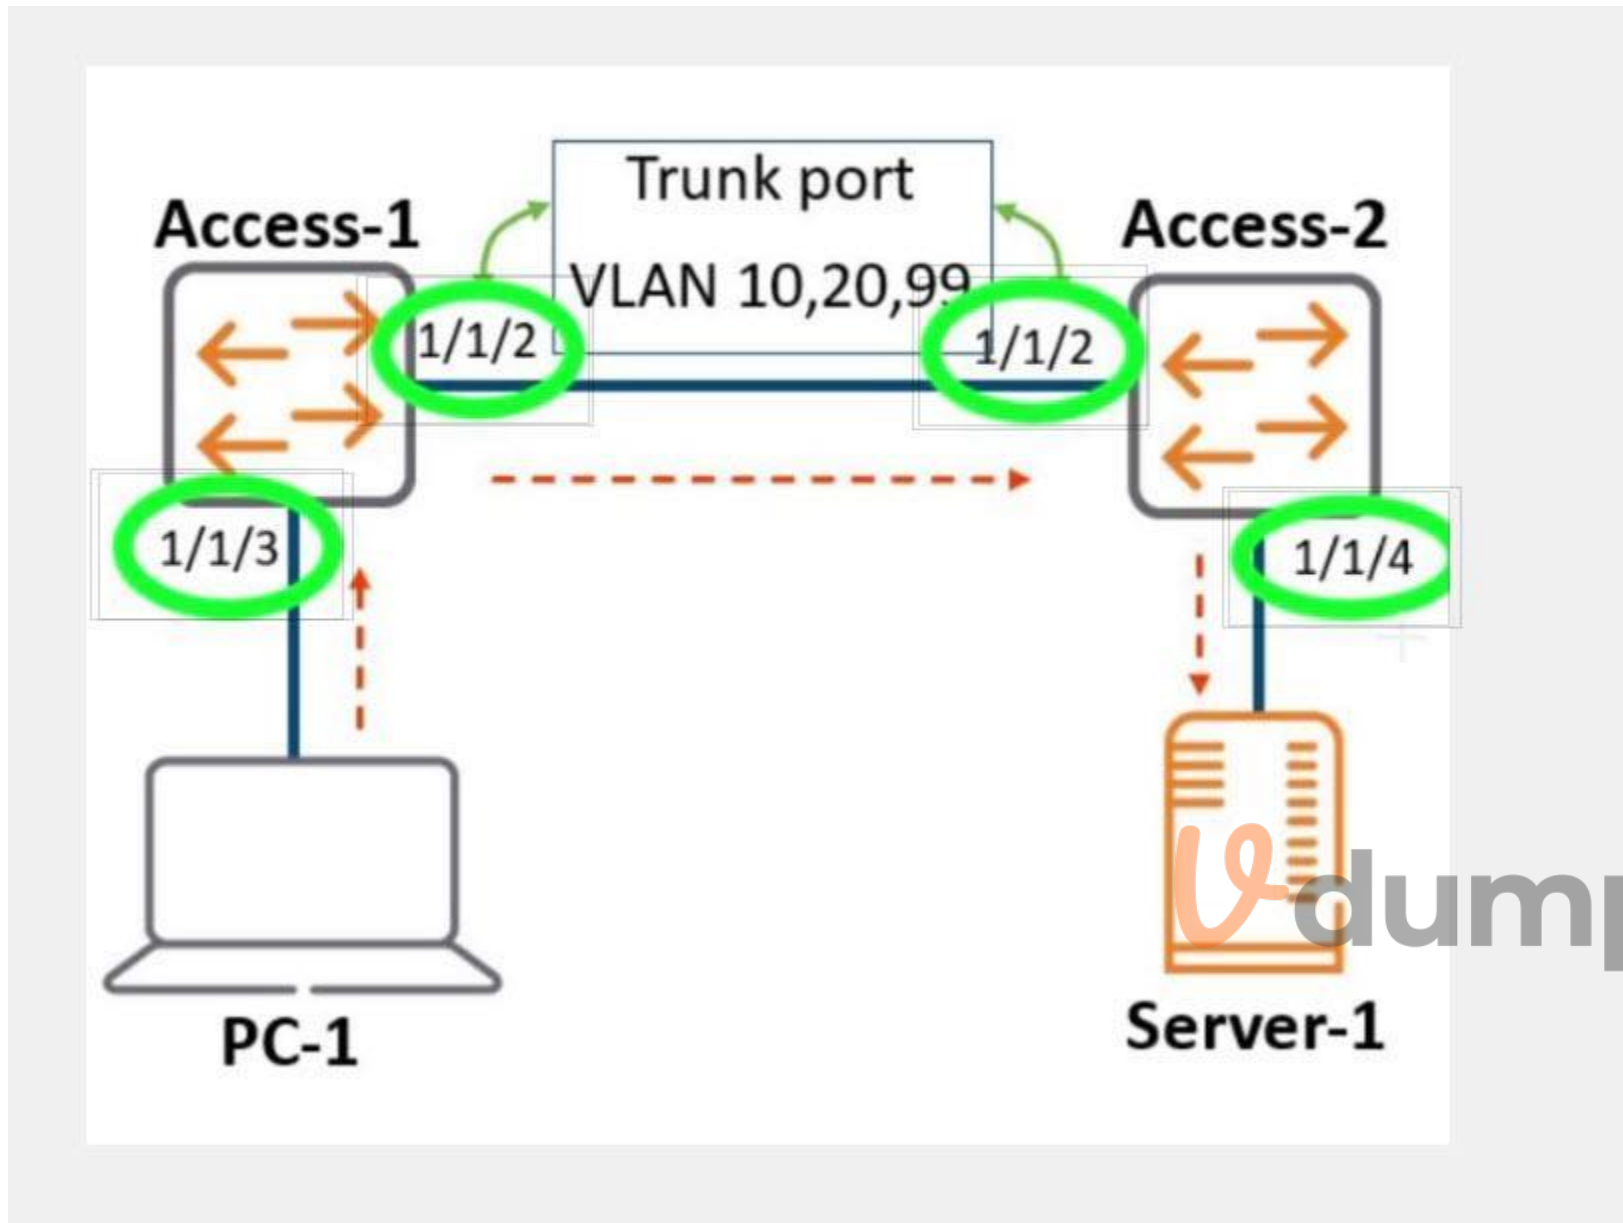 Trunk port
Access-1
Access-2
VLAN 10,20,99
1/1/2
1/1/2
1/1/3
1/1/4
dump
PC-1
Server-1